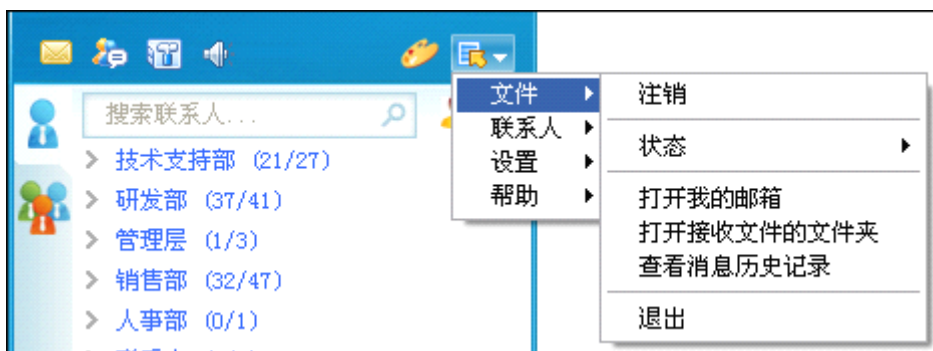 搜索联系人...
技术支持部 (21/27)
研发部 (37/41)
管理层 (1/3)
销售部 (32/47)
人事部 (0/1)
文件
联系人
设置
帮助
注销
状态
打开我的邮箱
打开接收文件的文件夹
查看消息历史记录
退出